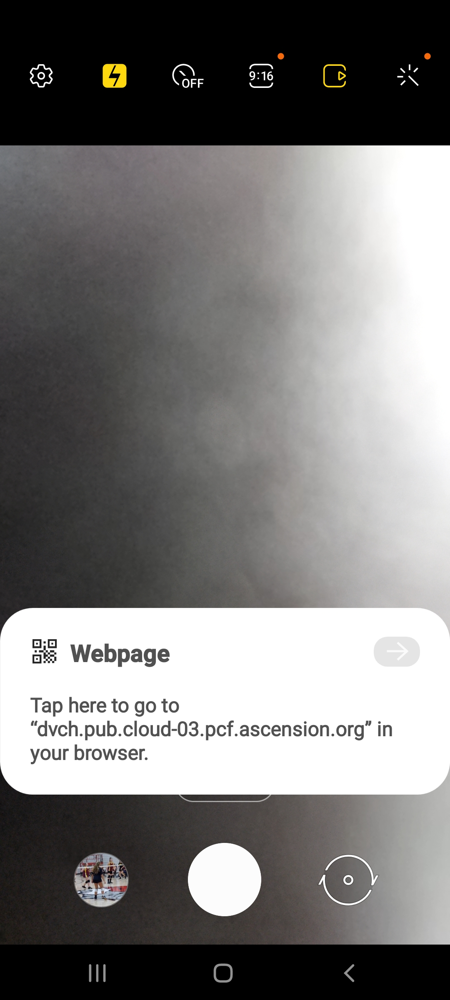 OFF
9:16
Webpage
Tap here to go to
“dvch.pub.cloud-03.pcf.ascension.org” in
your browser.